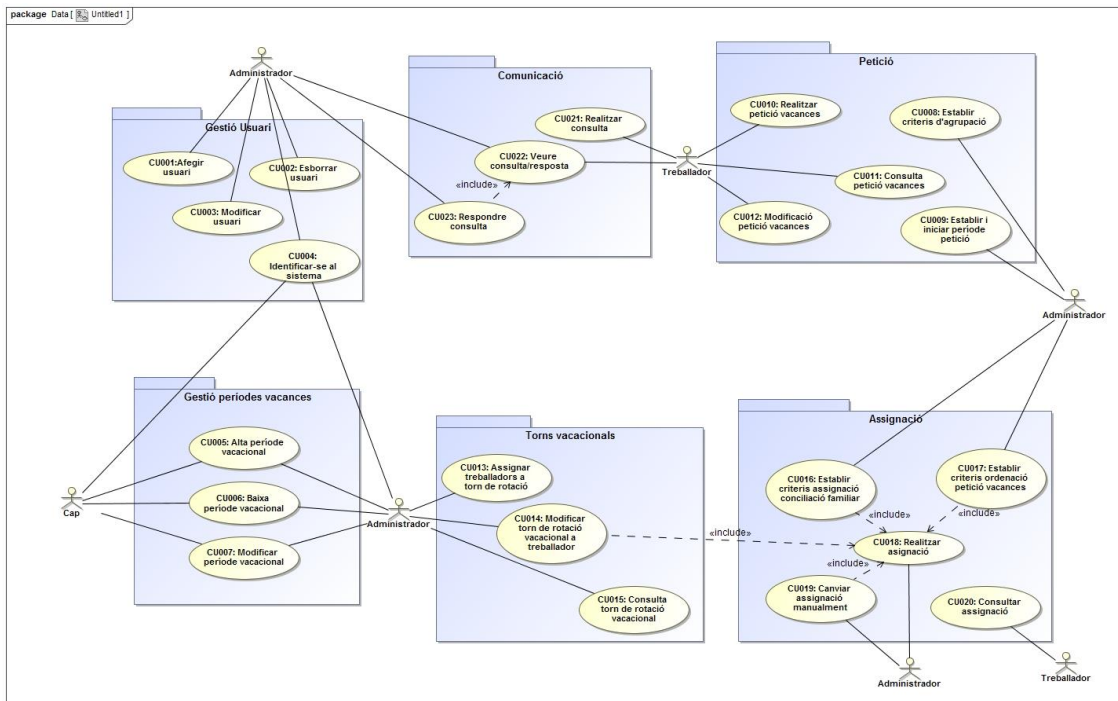 package Data [ Untitled1 ]
Administrador
Gestió Usuari
CU001:Afegir
usuari
CU002: Esborrar
usuari
CU003: Modificar
usuari
CU004:
Identificar-se al
sistema
Comunicació
CU021: Realitzar
consulta
CU022: Veure
consulta/resposta
«include»
CU023: Respondre
consulta
Treballador
Petició
CU010: Realitzar
petició vacances
CU008: Establir
criteris d'agrupació
CU011: Consulta
petició vacances
CU012: Modificació
petició vacances
CU009: Establir i
iniciar període
petició
Administrador
Gestió períodes vacances
CU005: Alta període
vacacional
CU006: Baixa
període vacacional
CU007: Modificar
període vacacional
Cap
Administrador
Torns vacacionals
CU013: Assignar
treballadors a
torn de rotació
CU014: Modificar
torn de rotació
vacacional a
treballador
CU015: Consulta
torn de rotació
vacacional
«include»
Assignació
CU016: Establir
criteris assignació
conciliació familiar
CU017: Establir
criteris ordenació
petició vacances
«include»
«include»
CU018: Realitzar
asignació
«include»
CU019: Canviar
assignació
manualment
CU020: Consultar
assignació
Administrador
Treballador